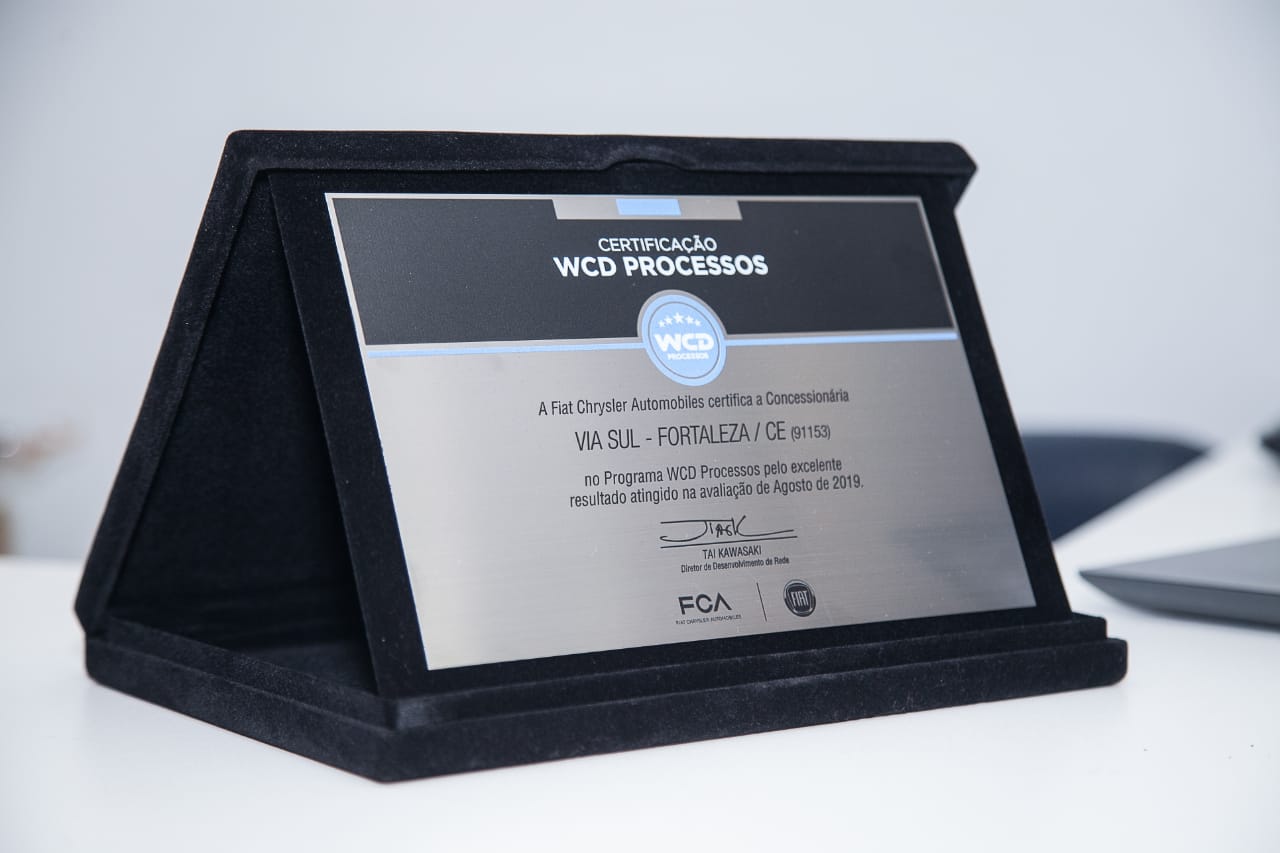 CERTIFICAÇÃO
WCD PROCESSOS
WCD
PROCESSOS
A Fiat Chrysler Automobiles certifica a Concessionária
VIA SUL - FORTALEZA / CE (91153)
no Programa WCD Processos pelo excelente
resultado atingido na avaliação de Agosto de 2019.
TAI KAWASAKI
Diretor de Desenvolvimento de Rede
FCA
FIAT CHRYSLER AUTOMOBILES
FIAT